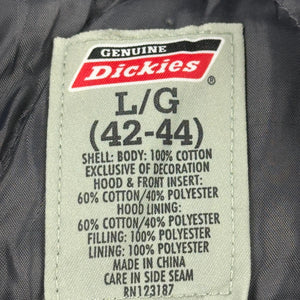 GENUINE
Dickies
®
L/G
(42-44)
SHELL: BODY: 100% COTTON
EXCLUSIVE OF DECORATION
HOOD & FRONT INSERT:
60% COTTON/40% POLYESTER
HOOD LINING:
60% COTTON/40% POLYESTER
FILLING: 100% POLYESTER
LINING: 100% POLYESTER
MADE IN CHINA
CARE IN SIDE SEAM
RN123187